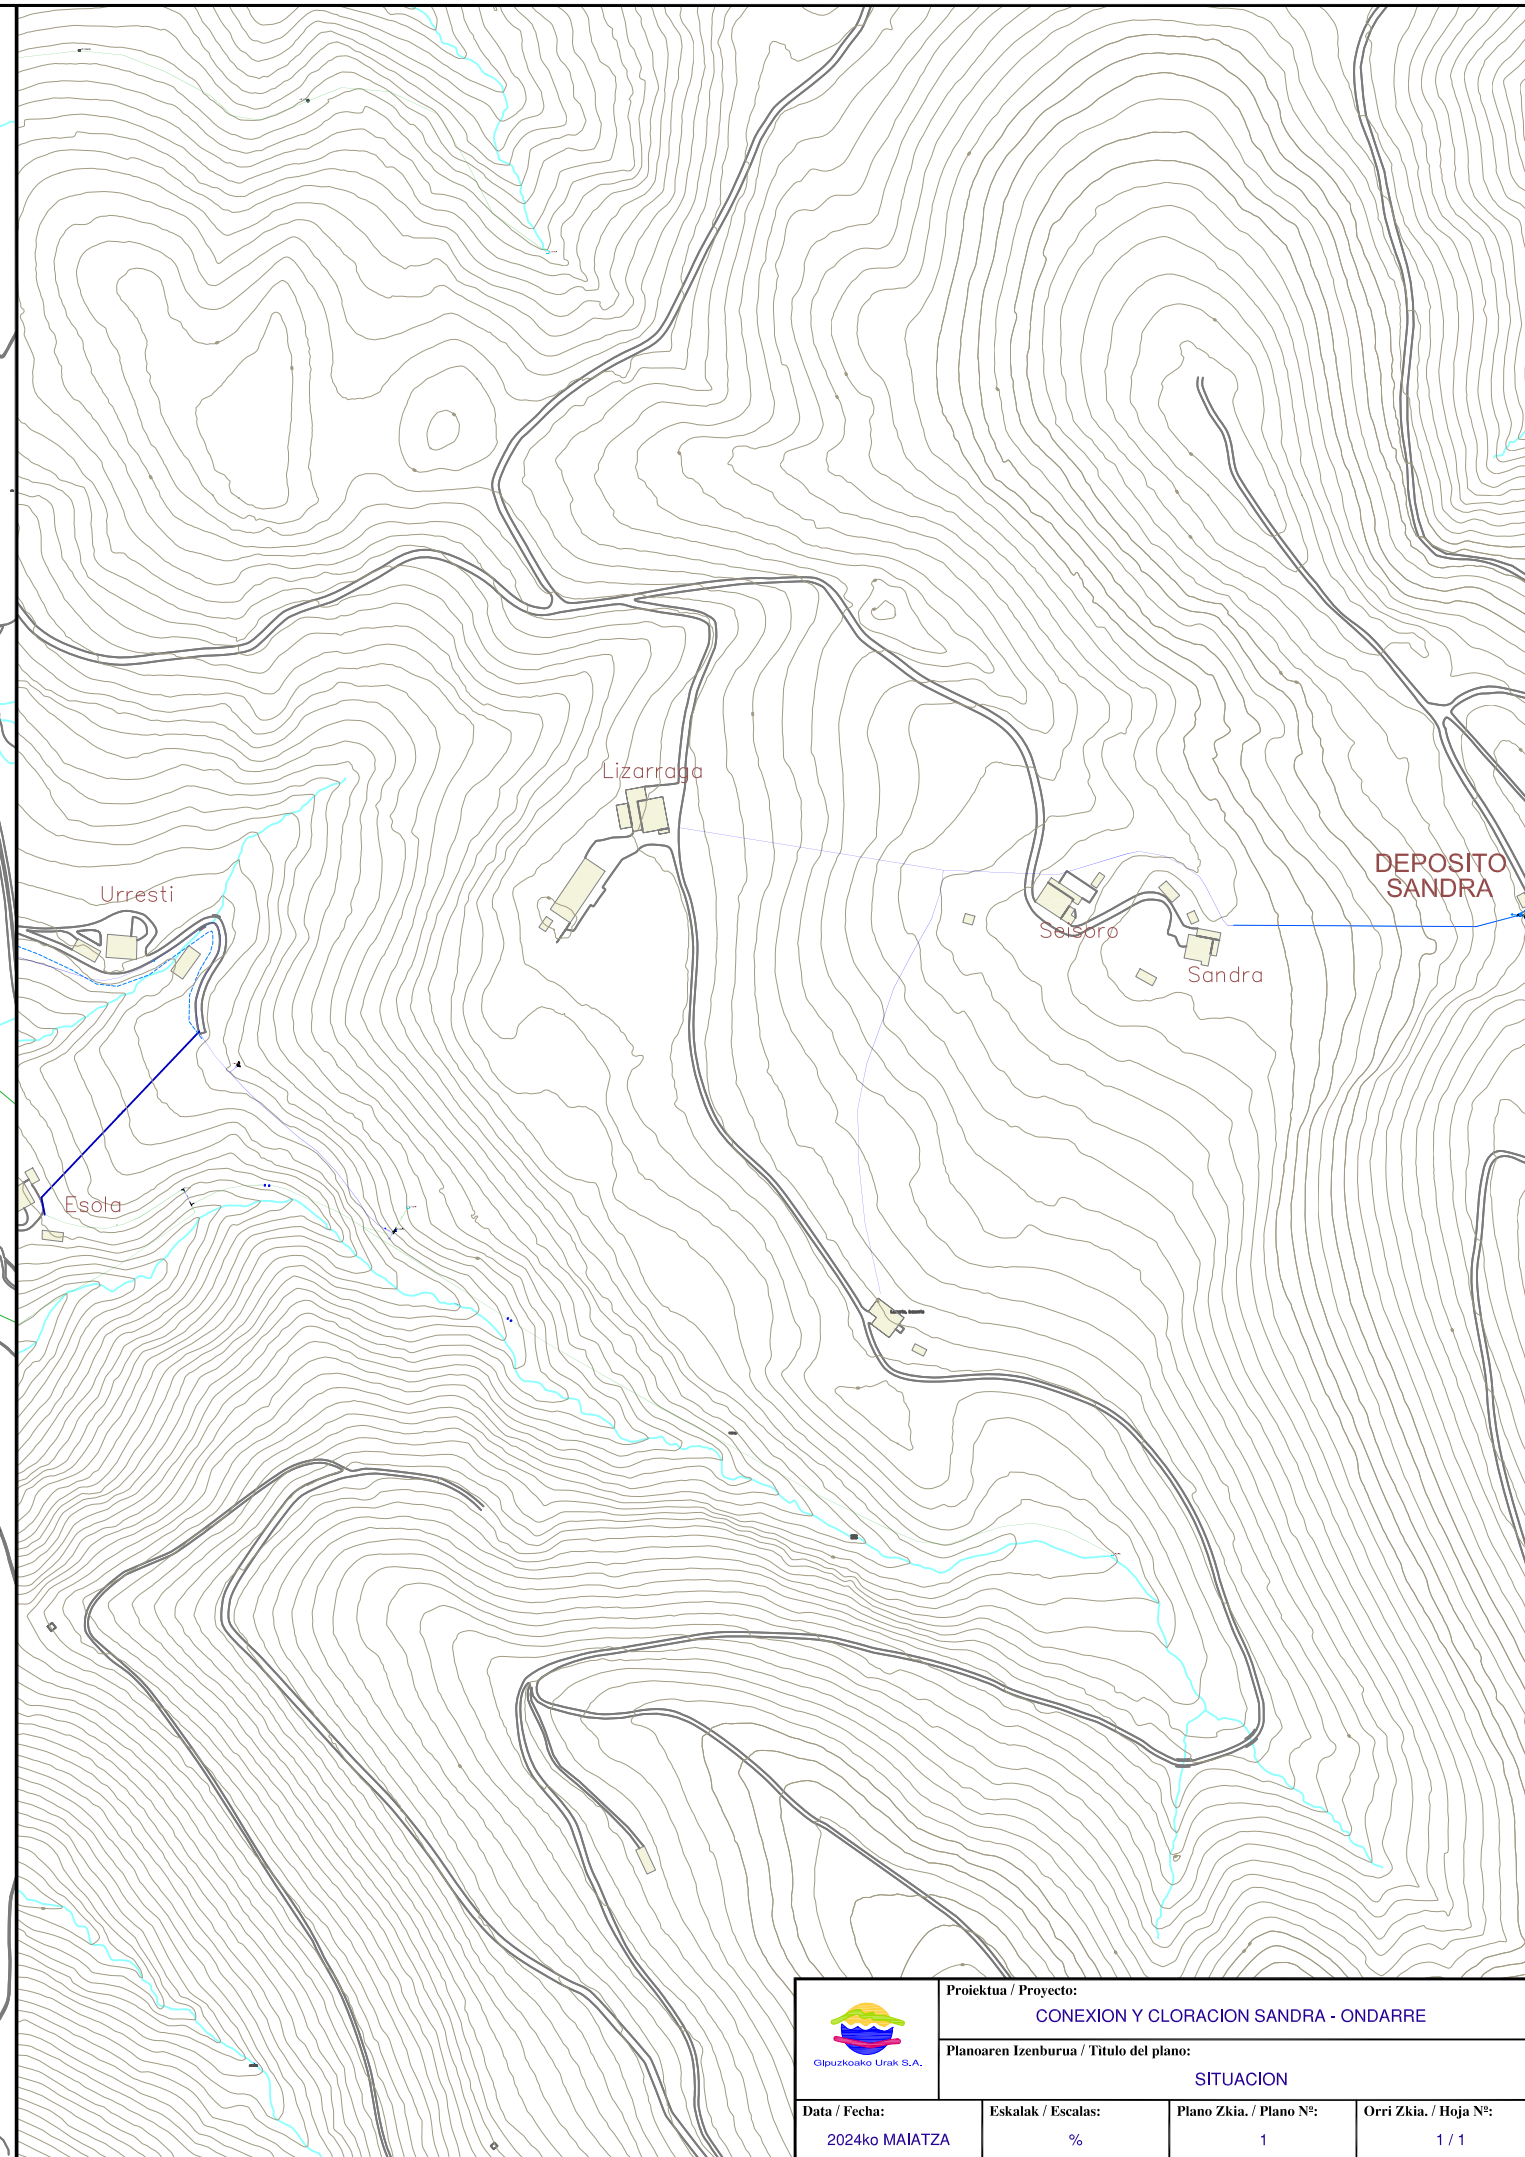 Lizarraga
DEPOSITO
SANDRA
Urresti
Soisoro
Sandra
Esola
Proiektua / Proyecto:
CONEXION Y CLORACION SANDRA - ONDARRE
Gipuzkoako Urak S.A.
Planoaren Izenburua / Titulo del plano:
SITUACION
Data / Fecha:
2024ko MAIATZA
Eskalak / Escalas:
%
Plano Zkia. / Plano Nº:
1
Orri Zkia. / Hoja Nº:
1 / 1